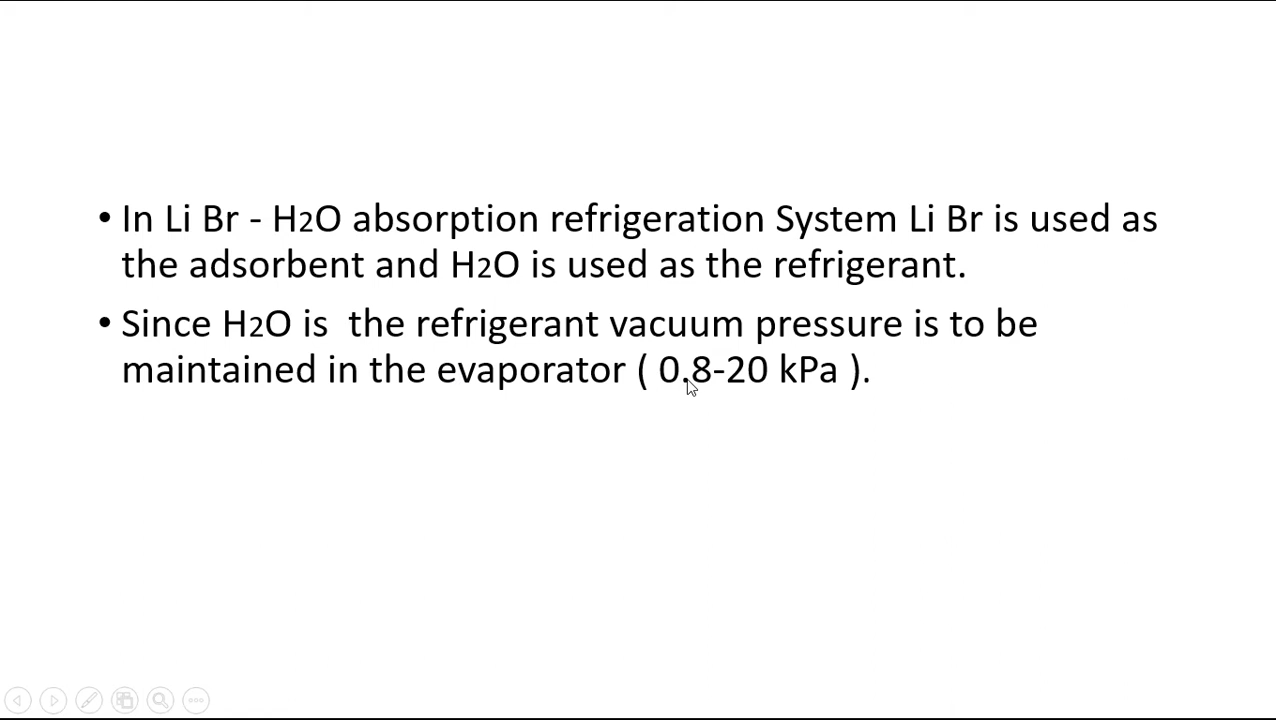 • In Li Br - H2O absorption refrigeration System Li Br is used as
the adsorbent and H2O is used as the refrigerant.
• Since H2O is  the refrigerant vacuum pressure is to be
maintained in the evaporator ( 0.8-20 kPa ).